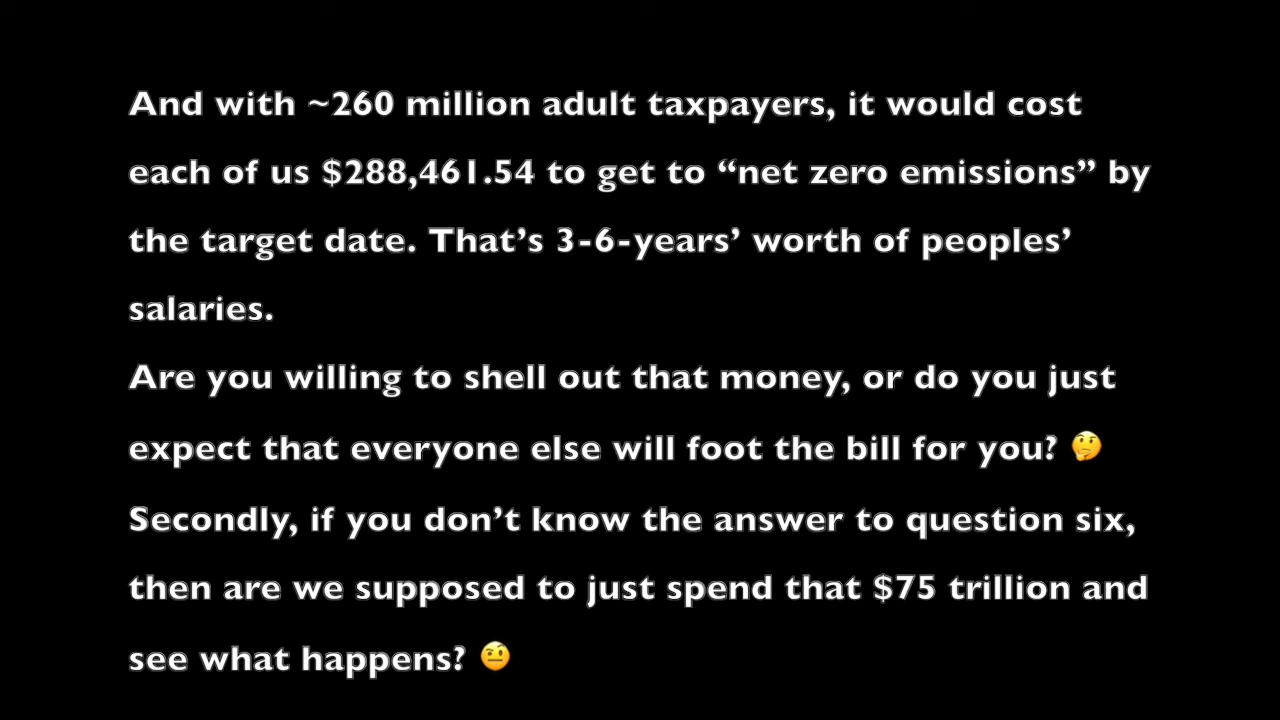 And with ~260 million adult taxpayers, it would cost
each of us $288,461.54 to get to “net zero emissions” by
the target date. That’s 3-6-years’ worth of peoples’
salaries.
Are you willing to shell out that money, or do you just
expect that everyone else will foot the bill for you? 🤔
Secondly, if you don’t know the answer to question six,
then are we supposed to just spend that $75 trillion and
see what happens? 🤨